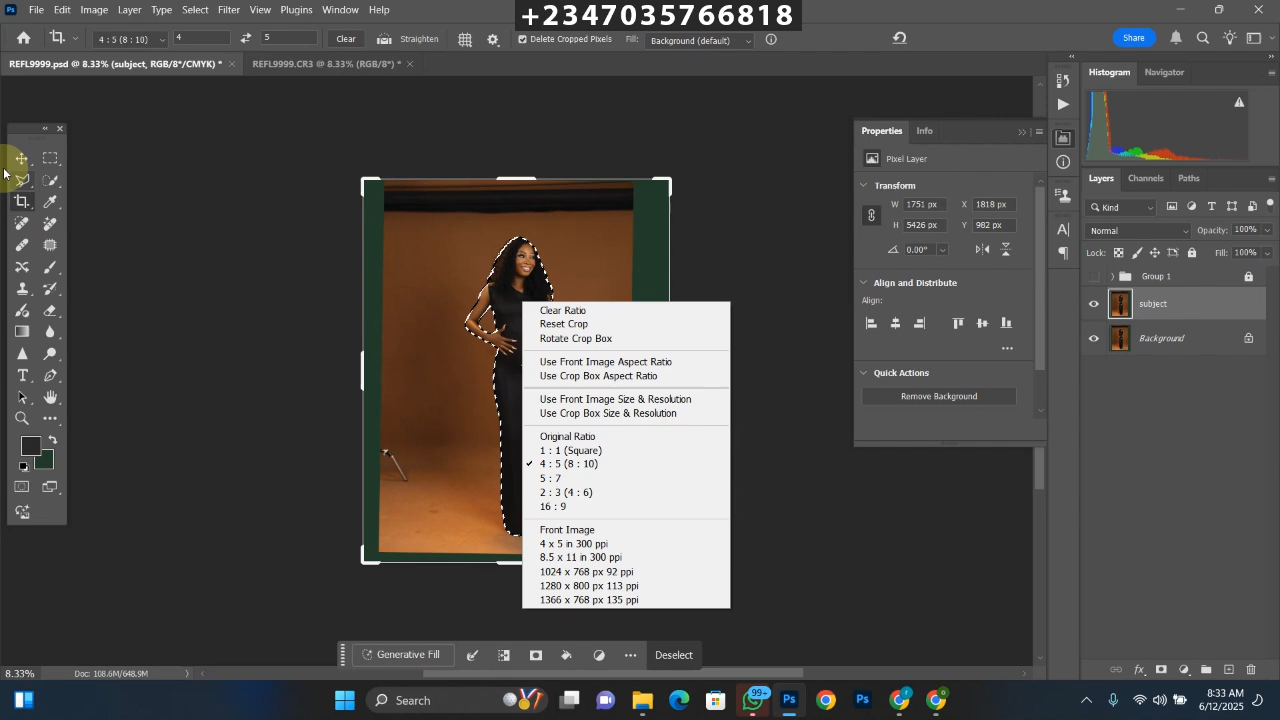 +2347035766818
Ps File Edit Image Layer Type Select Filter View Plugins Window Help
4 : 5 (8 : 10) 4 5 Clear Straighten Delete Cropped Pixels Fill: Background (default) Share
REFL9999.psd @ 8.33% (subject, RGB/8*/CMYK) * REFL9999.CR3 @ 8.33% (RGB/8*) *
Histogram Navigator
Properties Info
Pixel Layer
Transform
W 1751 px X 1818 px
H 5426 px Y 982 px
0.00°
Align and Distribute
Align:
Quick Actions
Remove Background
Layers Channels Paths
Kind
Normal Opacity: 100%
Lock: Fill: 100%
Group 1
subject
Background
Clear Ratio
Reset Crop
Rotate Crop Box
Use Front Image Aspect Ratio
Use Crop Box Aspect Ratio
Use Front Image Size & Resolution
Use Crop Box Size & Resolution
Original Ratio
1 : 1 (Square)
4 : 5 (8 : 10)
5 : 7
2 : 3 (4 : 6)
16 : 9
Front Image
4 x 5 in 300 ppi
8.5 x 11 in 300 ppi
1024 x 768 px 92 ppi
1280 x 800 px 113 ppi
1366 x 768 px 135 ppi
Generative Fill Deselect
8.33% Doc: 108.6M/648.9M
Search 99+ Ps Ps
8:33 AM
6/12/2025